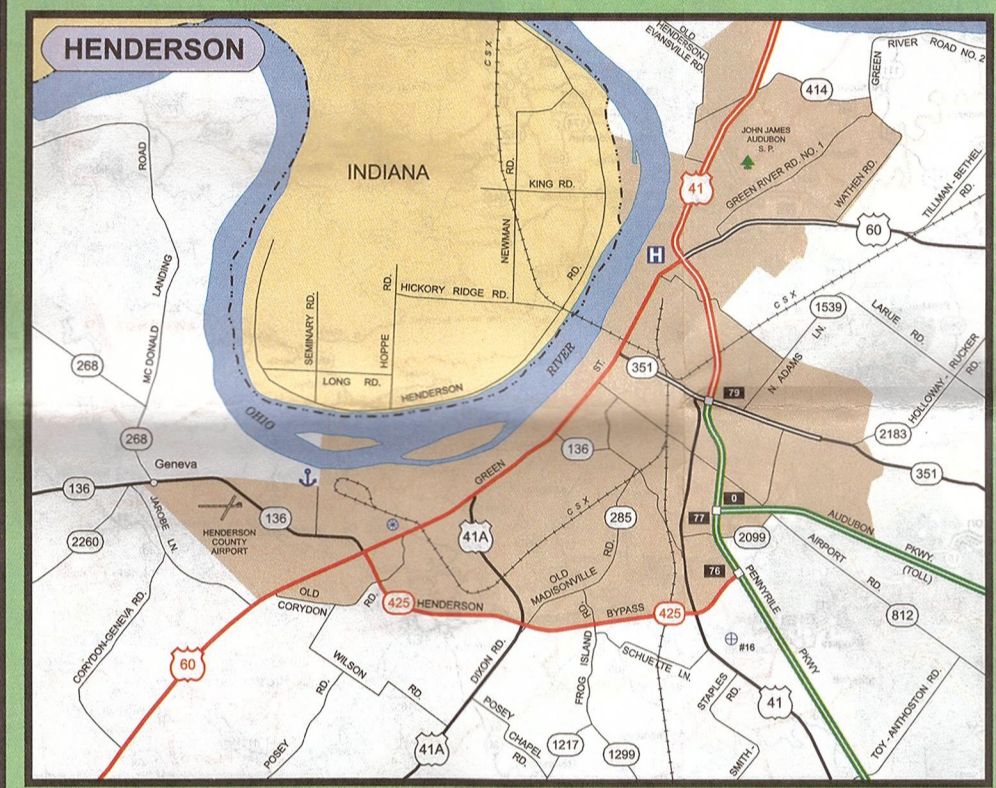 HENDERSON
INDIANA
C S X
OLD
HENDERSON-
EVANSVILLE RD.
GREEN
RIVER ROAD NO. 2
414
JOHN JAMES
AUDUBON
S. P.
GREEN RIVER RD. NO. 1
WATHEN RD.
TILLMAN - BETHEL
RD.
41
60
H
ROAD
LANDING
MC DONALD
268
268
Geneva
136
2260
JAROBE LN.
CORYDON-GENEVA RD.
KING RD.
NEWMAN
RD.
HICKORY RIDGE RD.
RD.
SEMINARY RD.
HOPPE
RD.
LONG RD.
HENDERSON
OHIO
RIVER
ST.
GREEN
351
C S X
1539
LARUE RD.
N. ADAMS
LN.
HOLLOWAY - RUCKER
RD.
79
2183
351
136
136
HENDERSON
COUNTY
AIRPORT
41A
C S X
285
0
77
76
2099
AUDUBON
PKWY.
(TOLL)
AIRPORT
RD.
812
PENNYRILE
PKWY
OLD
MADISONVILLE
RD.
OLD
CORYDON
RD.
425
HENDERSON
BYPASS
425
60
WILSON
RD.
POSEY
RD.
DIXON RD.
41A
POSEY
CHAPEL
RD.
FROG ISLAND
RD.
SCHUETTE LN.
1217
1299
#16
STAPLES
RD.
SMITH -
41
TOY - ANTHOSTON RD.